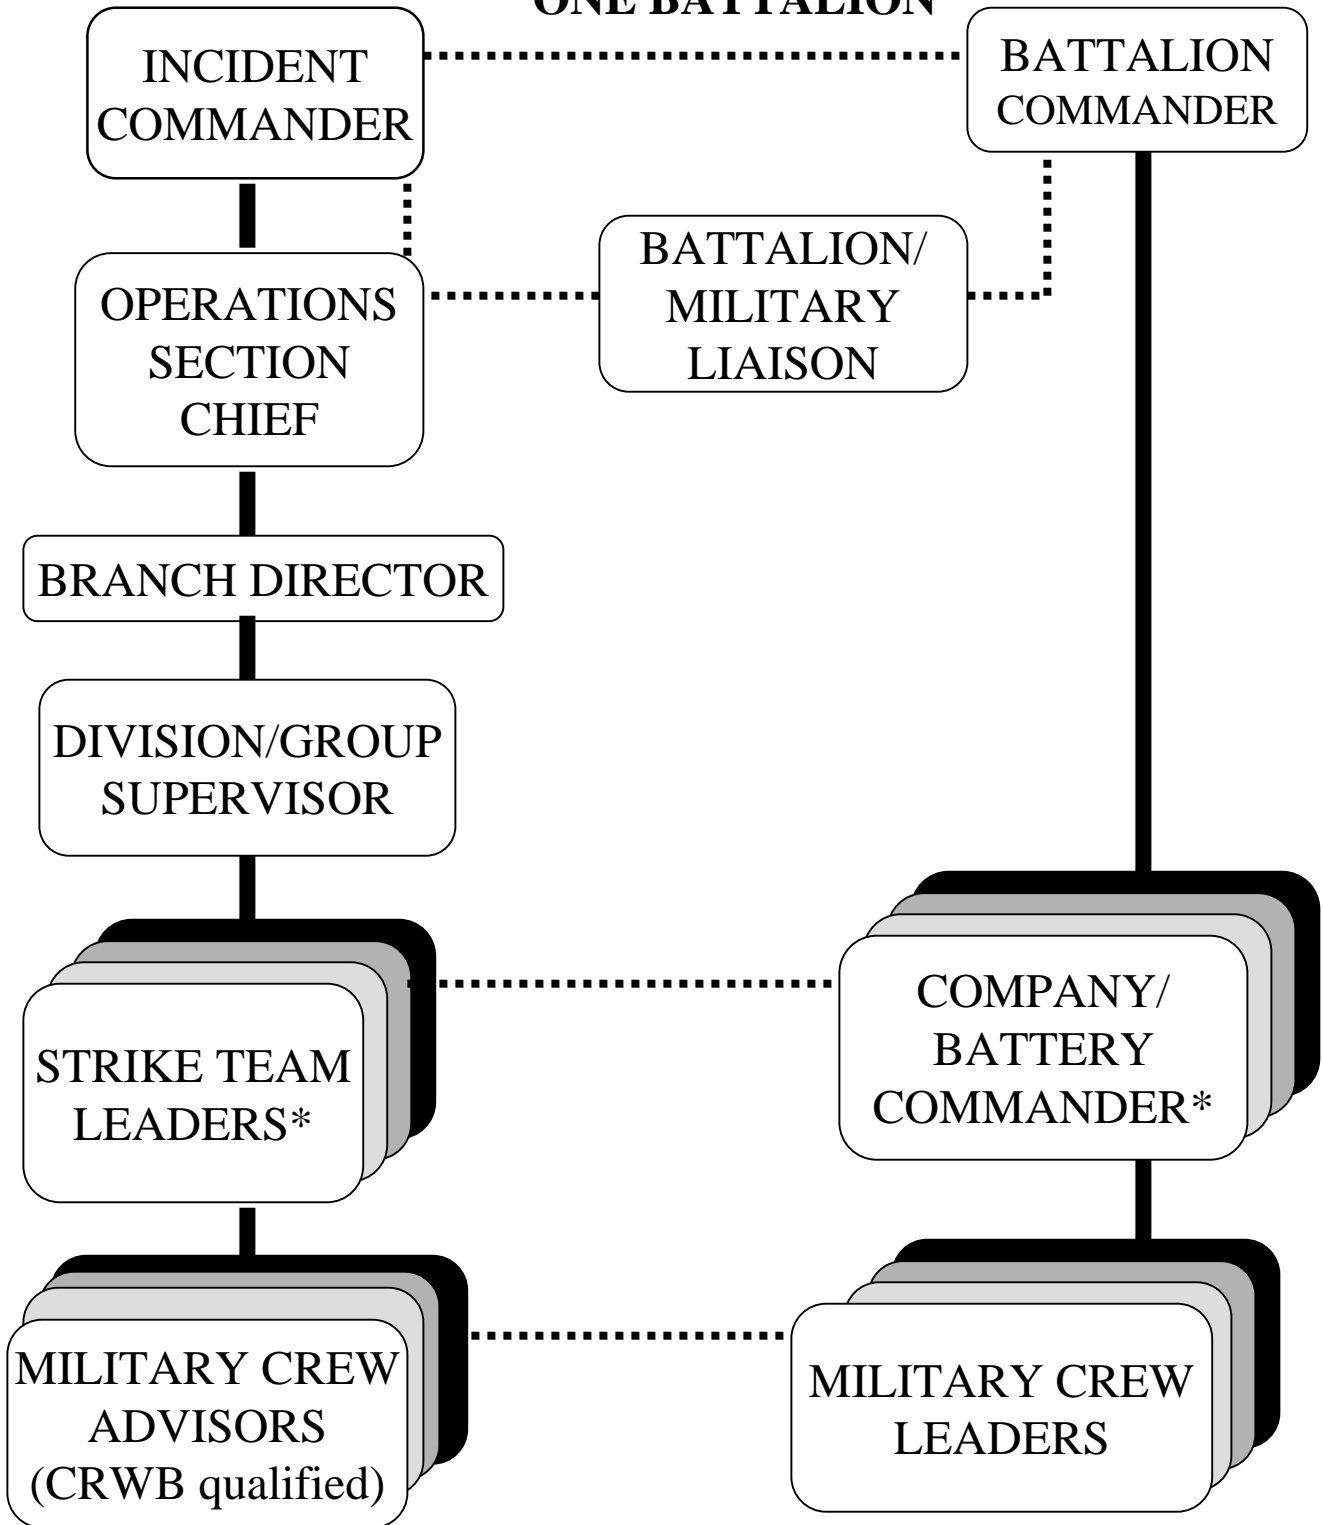 ONE BATTALION
INCIDENT
COMMANDER
BATTALION
COMMANDER
BATTALION/
MILITARY
LIAISON
OPERATIONS
SECTION
CHIEF
BRANCH DIRECTOR
DIVISION/GROUP
SUPERVISOR
STRIKE TEAM
LEADERS*
COMPANY/
BATTERY
COMMANDER*
MILITARY CREW
ADVISORS
(CRWB qualified)
MILITARY CREW
LEADERS